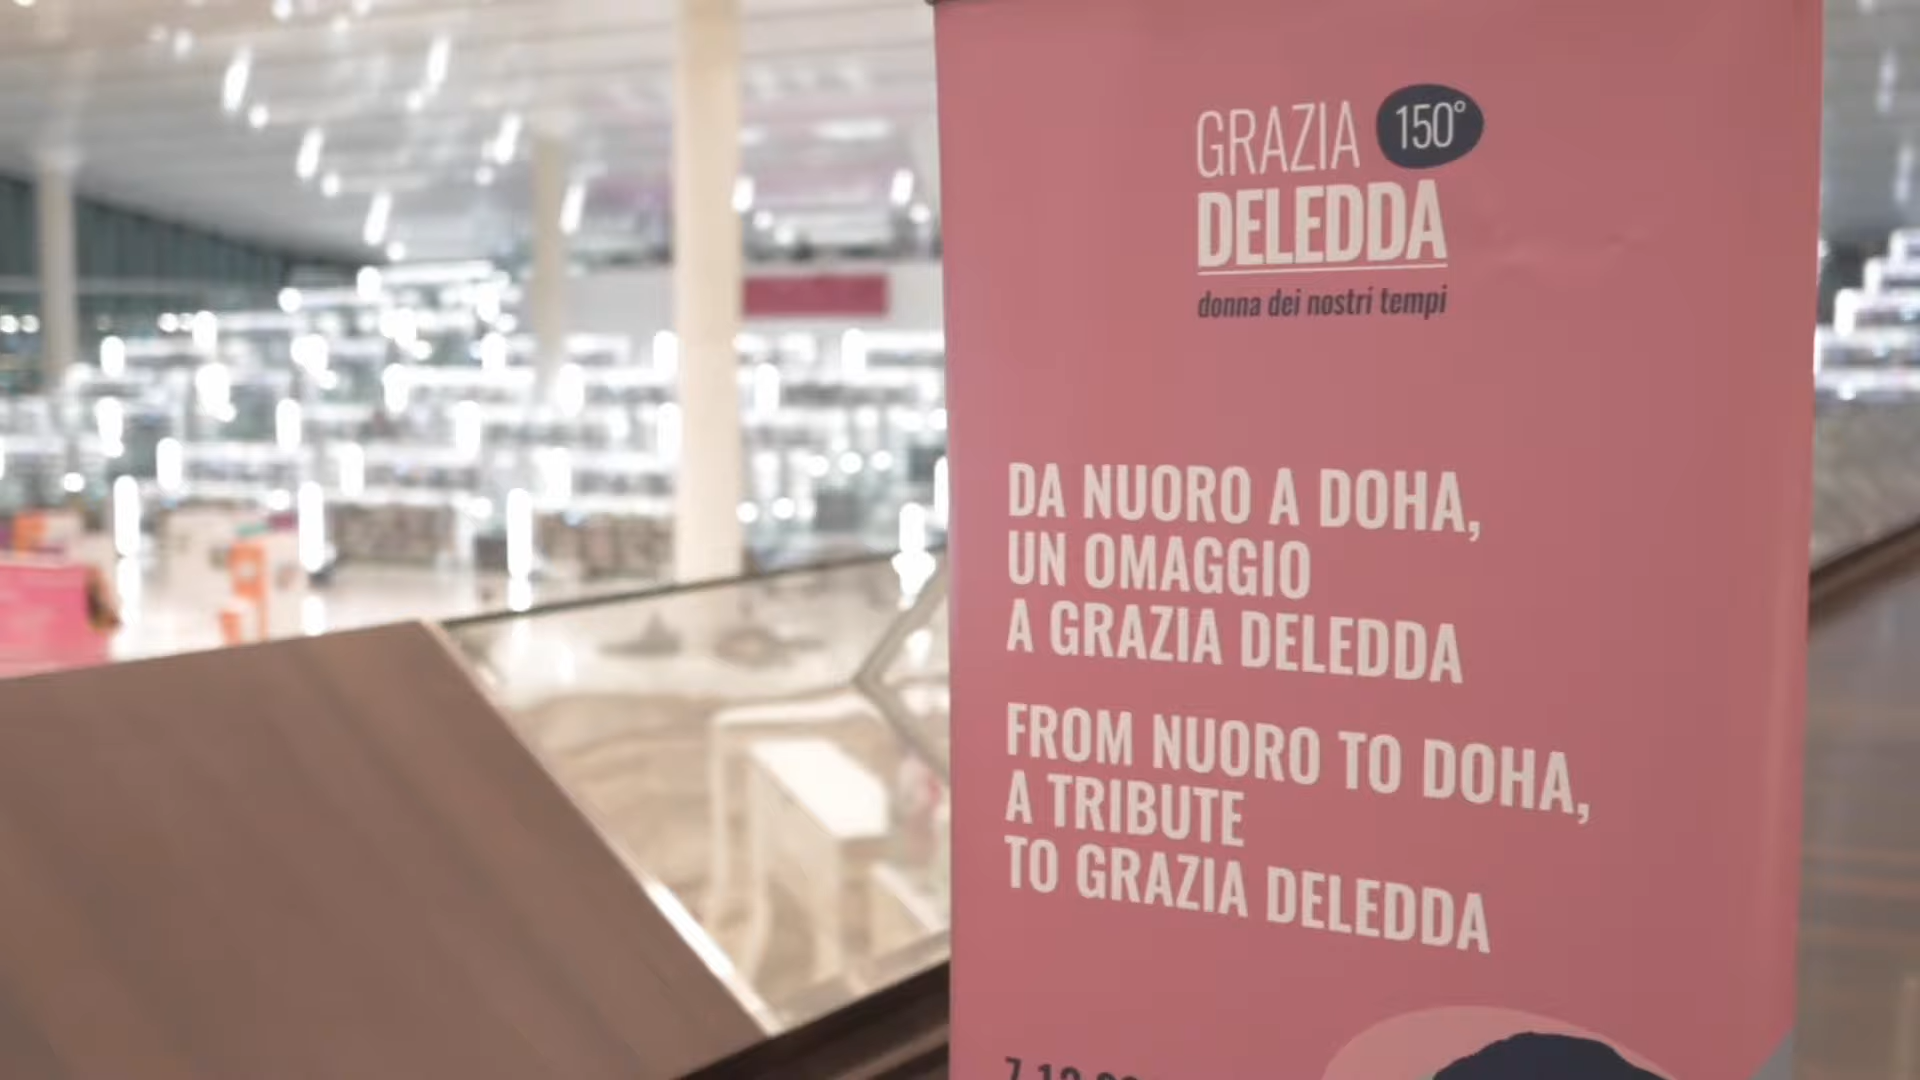 GRAZIA 150°
DELEDDA
donna dei nostri tempi
DA NUORO A DOHA,
UN OMAGGIO
A GRAZIA DELEDDA
FROM NUORO TO DOHA,
A TRIBUTE
TO GRAZIA DELEDDA